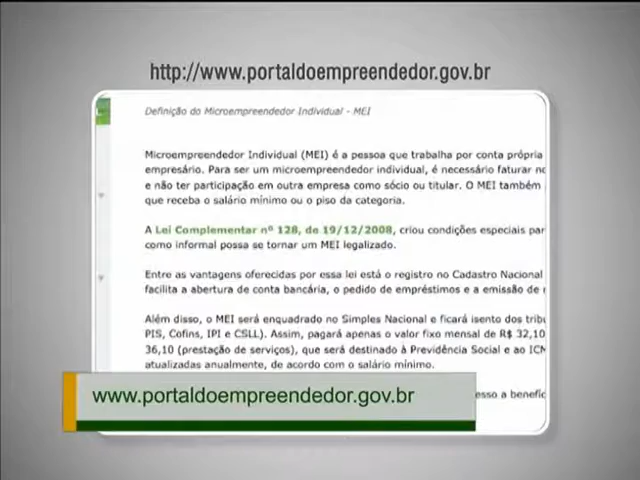 http://www.portaldoempreendedor.gov.br
Definição do Microempreendedor Individual - MEI
Microempreendedor Individual (MEI) é a pessoa que trabalha por conta própria
empresário. Para ser um microempreendedor individual, é necessário faturar
e não ter participação em outra empresa como sócio ou titular. O MEI também
que receba o salário mínimo ou o piso da categoria.
A Lei Complementar nº 128, de 19/12/2008, criou condições especiais
como informal possa se tornar um MEI legalizado.
Entre as vantagens oferecidas por essa lei está o registro no Cadastro Nacional
facilita a abertura de conta bancária, o pedido de empréstimos e a emissão de
Além disso, o MEI será enquadrado no Simples Nacional e ficará isento dos
PIS, Cofins, IPI e CSLL). Assim, pagará apenas o valor fixo mensal de R$ 32,10
36,10 (prestação de serviços), que será destinado à Previdência Social e ao
atualizadas anualmente, de acordo com o salário mínimo.
www.portaldoempreendedor.gov.br
a